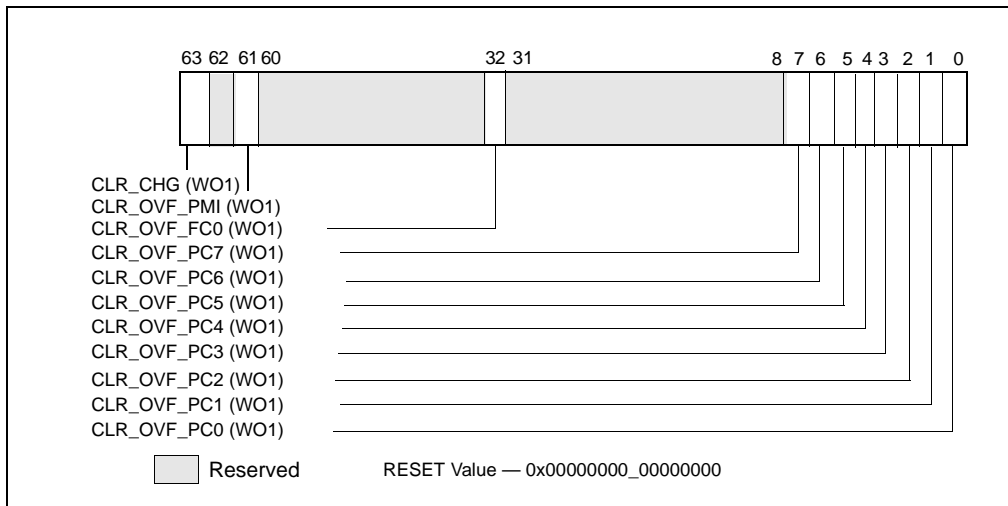 63 62 61 60 32 31 8 7 6 5 4 3 2 1 0
CLR_CHG (WO1)
CLR_OVF_PMI (WO1)
CLR_OVF_FC0 (WO1)
CLR_OVF_PC7 (WO1)
CLR_OVF_PC6 (WO1)
CLR_OVF_PC5 (WO1)
CLR_OVF_PC4 (WO1)
CLR_OVF_PC3 (WO1)
CLR_OVF_PC2 (WO1)
CLR_OVF_PC1 (WO1)
CLR_OVF_PC0 (WO1)
Reserved RESET Value — 0x00000000_00000000